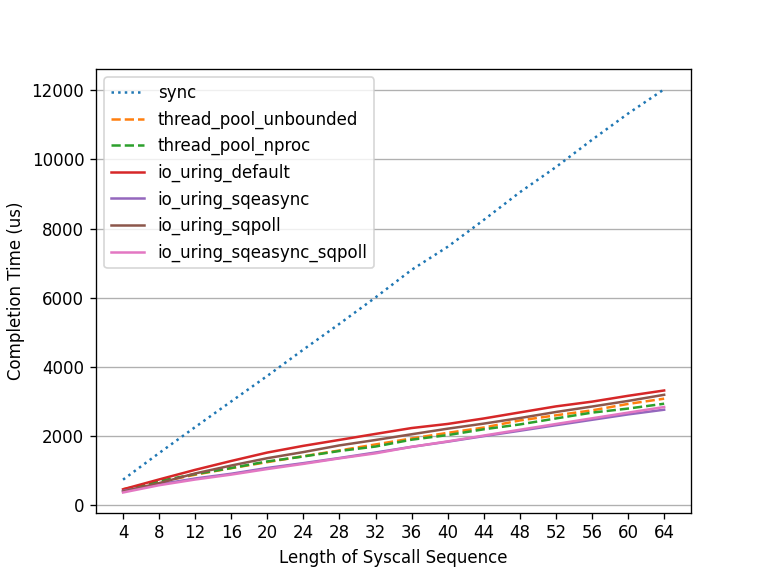 sync
thread_pool_unbounded
thread_pool_nproc
io_uring_default
io_uring_sqeasync
io_uring_sqpoll
io_uring_sqeasync_sqpoll
Completion Time (us)
12000
10000
8000
6000
4000
2000
0
4 8 12 16 20 24 28 32 36 40 44 48 52 56 60 64
Length of Syscall Sequence